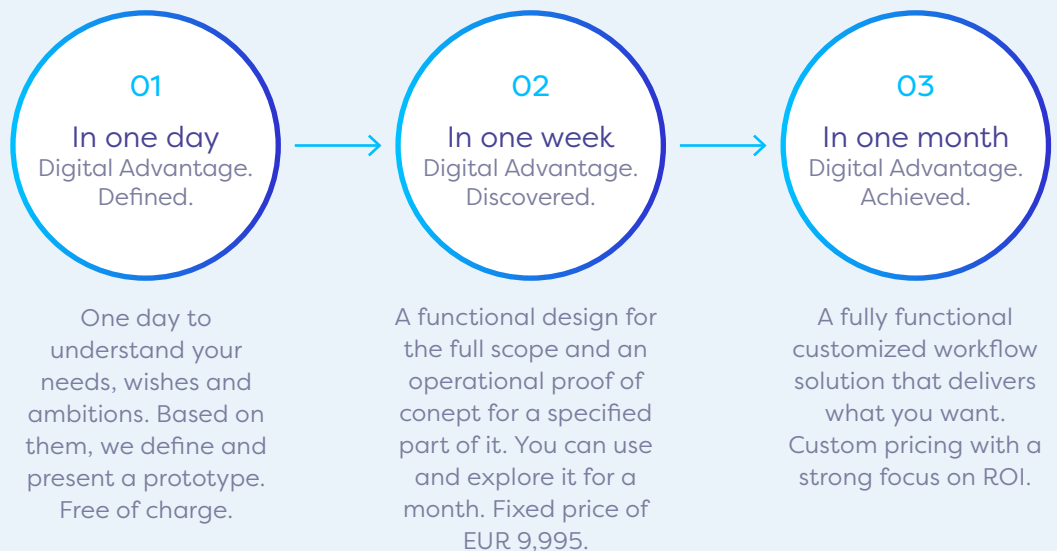 01
In one day
Digital Advantage.
Defined.
One day to
understand your
needs, wishes and
ambitions. Based on
them, we define and
present a prototype.
Free of charge.
02
In one week
Digital Advantage.
Discovered.
A functional design for
the full scope and an
operational proof of
conept for a specified
part of it. You can use
and explore it for a
month. Fixed price of
EUR 9,995.
03
In one month
Digital Advantage.
Achieved.
A fully functional
customized workflow
solution that delivers
what you want.
Custom pricing with a
strong focus on ROI.